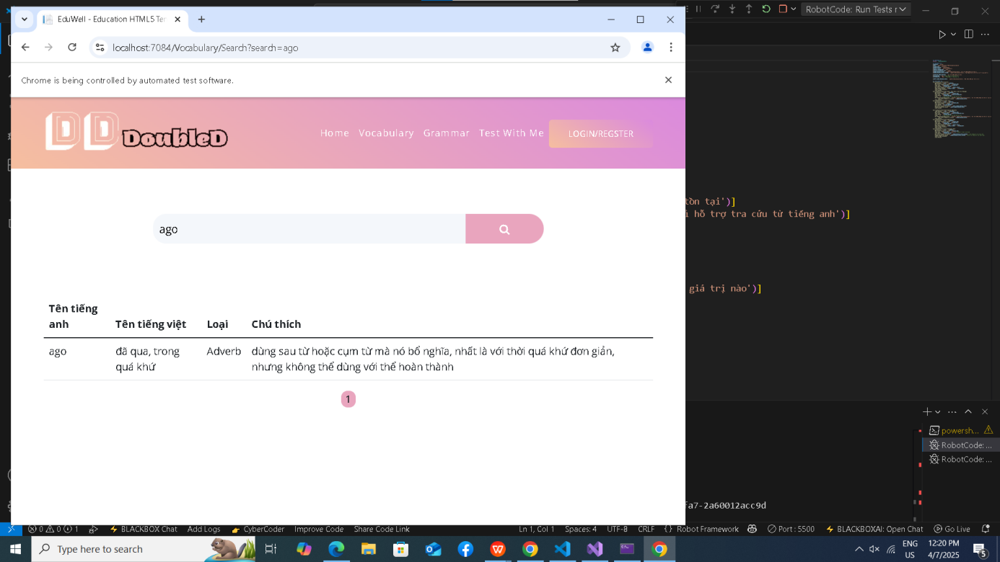 RobotCode: Run Tests r
EduWell - Education HTML5 Ter
localhost:7084/Vocabulary/Search?search=ago
Chrome is being controlled by automated test software.
DD DoubleD
Home Vocabulary Grammar Test With Me LOGIN/REGSTER
tồn tại')]
hỗ trợ tra cứu từ tiếng anh')]
ago
giá trị nào')]
Tên tiếng
anh Tên tiếng việt Loại Chú thích
ago đã qua, trong Adverb dùng sau từ hoặc cụm từ mà nó bổ nghĩa, nhất là với thời quá khứ đơn giản,
quá khứ nhưng không thể dùng với thể hoàn thành
1
powersh...
RobotCode: ...
RobotCode: ...
a7-2a60012acc9d
0 0 1 BLACKBOX Chat Add Logs CyberCoder Improve Code Share Code Link Ln 1, Col 1 Spaces: 4 UTF-8 CRLF {} Robot Framework Port : 5500 BLACKBOXAI: Open Chat Go Live
Type here to search
ENG
US
12:20 PM
4/7/2025
5